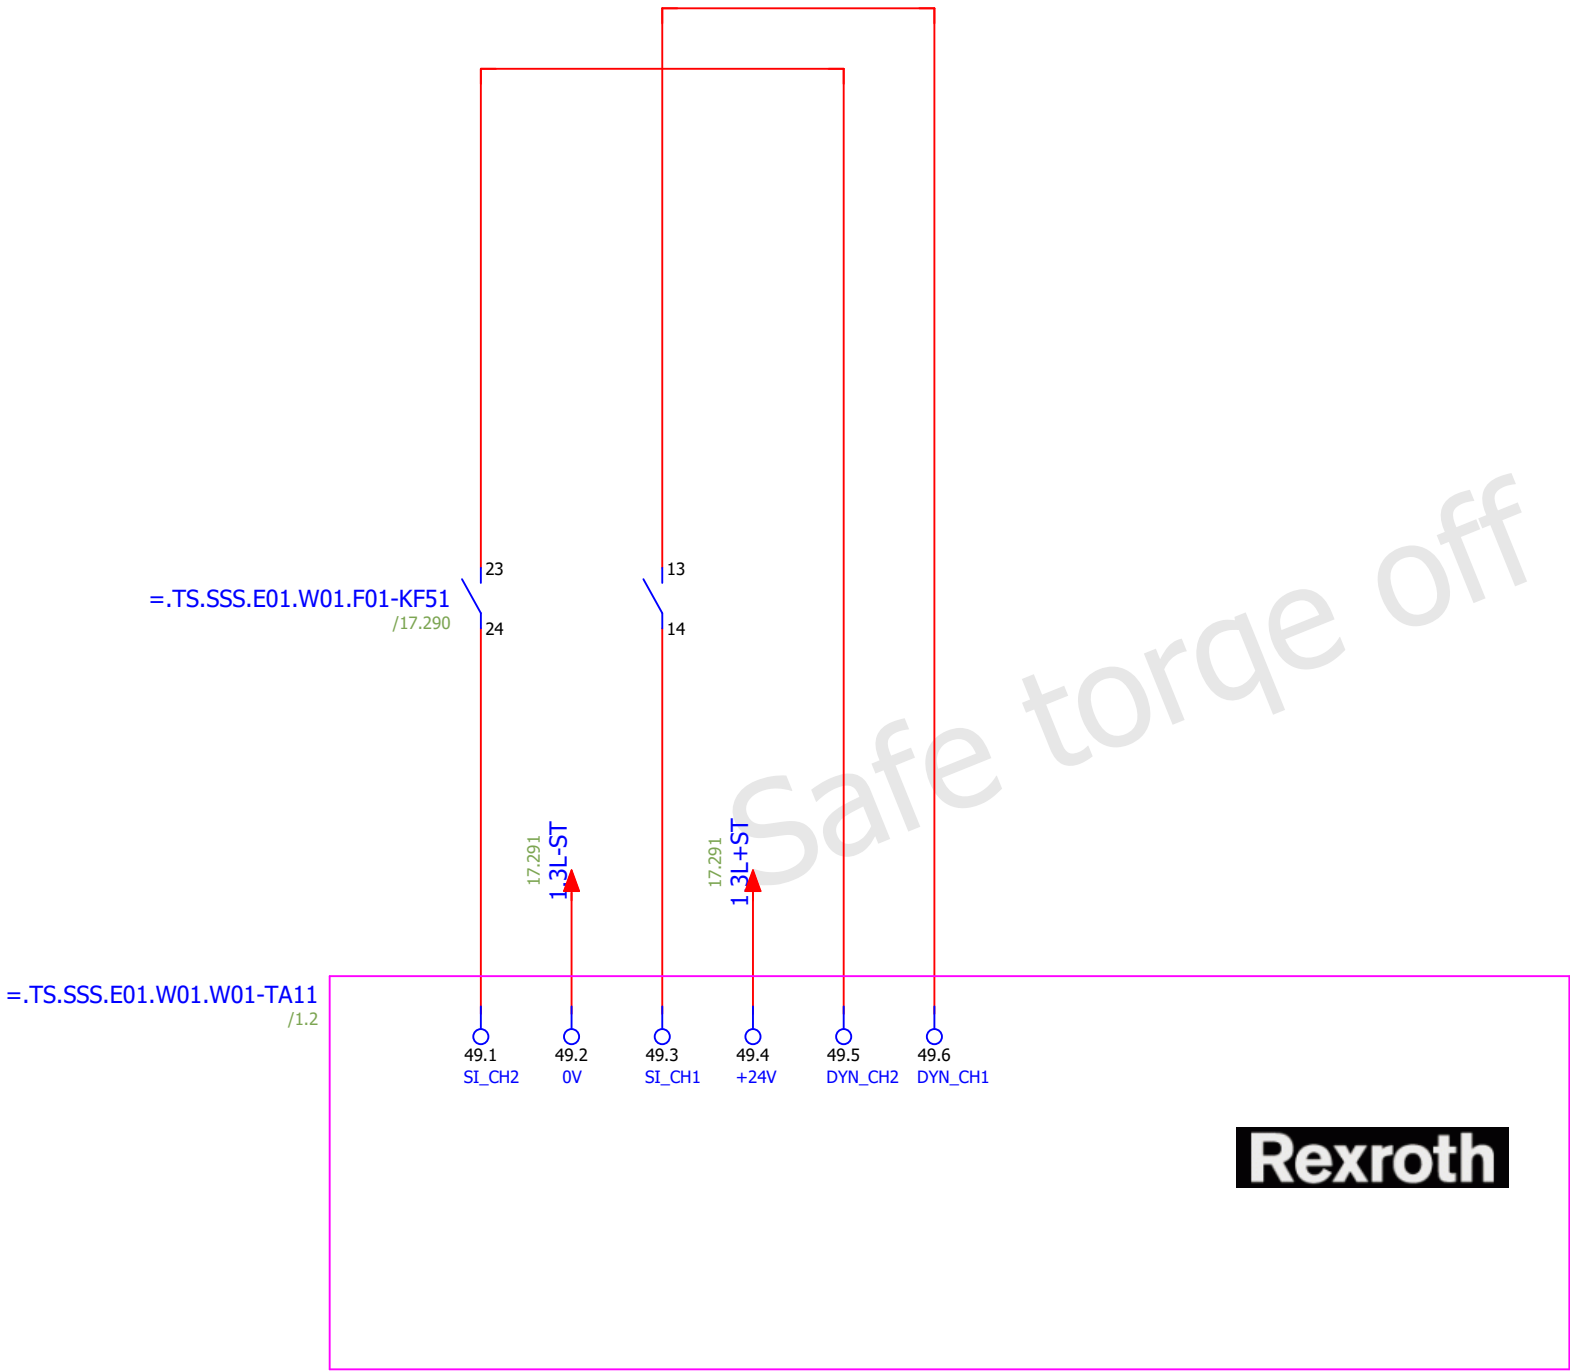 23
13
=.TS.SSS.E01.W01.F01-KF51
/17.290
24
14
Safe torqe off
17.291
1.3L-ST
17.291
1.3L+ST
=.TS.SSS.E01.W01.W01-TA11
/1.2
49.1 49.2 49.3 49.4 49.5 49.6
SI_CH2 0V SI_CH1 +24V DYN_CH2 DYN_CH1
Rexroth